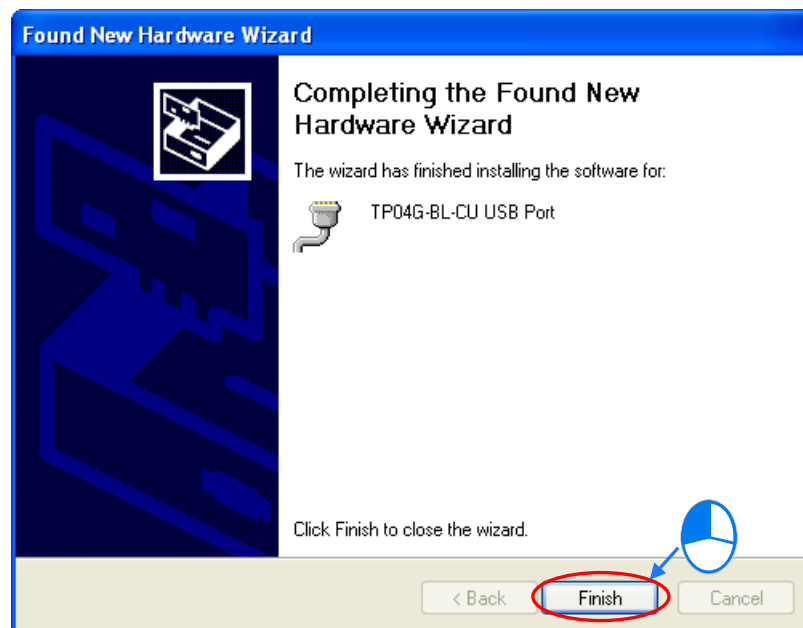 Found New Hardware Wizard
Completing the Found New
Hardware Wizard
The wizard has finished installing the software for:
TP04G-BL-CU USB Port
Click Finish to close the wizard.
< Back
Finish
Cancel